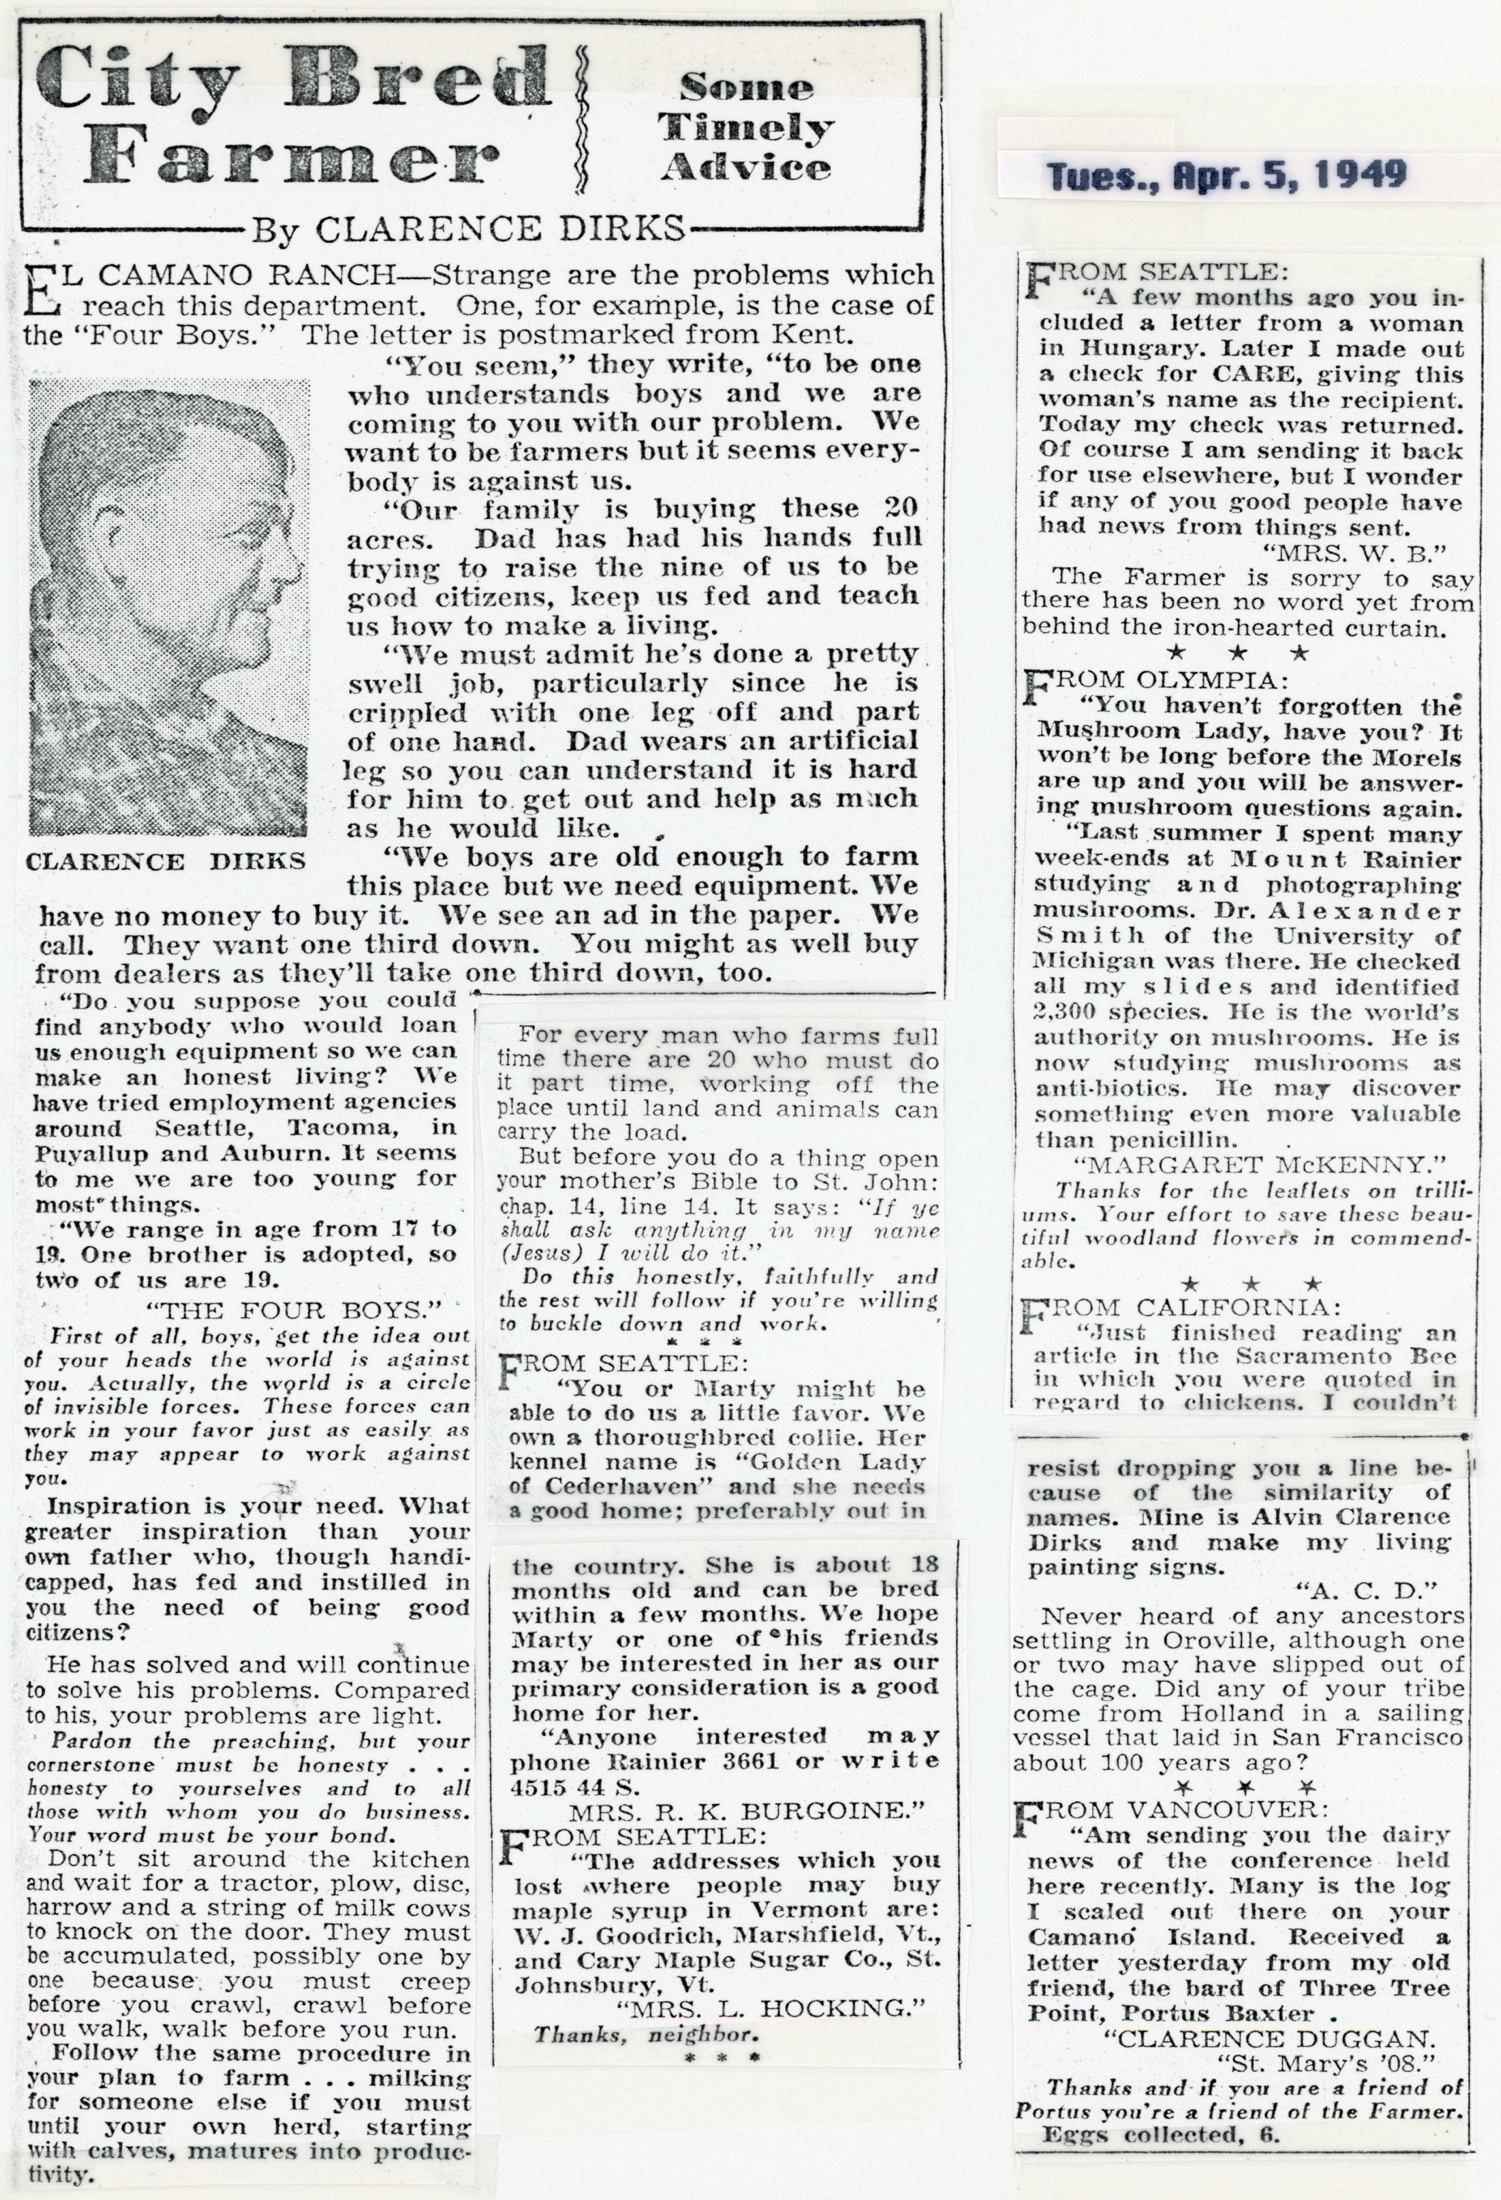 City Bred
Farmer
Some
Timely
Advice
By CLARENCE DIRKS
EL CAMANO RANCH—Strange are the problems which
reach this department. One, for example, is the case of
the "Four Boys." The letter is postmarked from Kent.
"You seem," they write, "to be one
who understands boys and we are
coming to you with our problem. We
want to be farmers but it seems every-
body is against us.
"Our family is buying these 20
acres. Dad has had his hands full
trying to raise the nine of us to be
good citizens, keep us fed and teach
us how to make a living.
"We must admit he's done a pretty
swell job, particularly since he is
crippled with one leg off and part
of one hand. Dad wears an artificial
leg so you can understand it is hard
for him to get out and help as much
as he would like.
CLARENCE DIRKS
"We boys are old enough to farm
this place but we need equipment. We
have no money to buy it. We see an ad in the paper. We
call. They want one third down. You might as well buy
from dealers as they'll take one third down, too.
"Do you suppose you could
find anybody who would loan
us enough equipment so we can
make an honest living? We
have tried employment agencies
around Seattle, Tacoma, in
Puyallup and Auburn. It seems
to me we are too young for
most things.
"We range in age from 17 to
19. One brother is adopted, so
two of us are 19.
"THE FOUR BOYS."
First of all, boys, get the idea out
of your heads the world is against
you. Actually, the world is a circle
of invisible forces. These forces can
work in your favor just as easily as
they may appear to work against
you.
Inspiration is your need. What
greater inspiration than your
own father who, though handi-
capped, has fed and instilled in
you the need of being good
citizens?
He has solved and will continue
to solve his problems. Compared
to his, your problems are light.
Pardon the preaching, but your
cornerstone must be honesty . . .
honesty to yourselves and to all
those with whom you do business.
Your word must be your bond.
Don't sit around the kitchen
and wait for a tractor, plow, disc,
harrow and a string of milk cows
to knock on the door. They must
be accumulated, possibly one by
one because you must creep
before you crawl, crawl before
you walk, walk before you run.
Follow the same procedure in
your plan to farm . . . milking
for someone else if you must
until your own herd, starting
with calves, matures into produc-
tivity.
For every man who farms full
time there are 20 who must do
it part time, working off the
place until land and animals can
carry the load.
But before you do a thing open
your mother's Bible to St. John:
chap. 14, line 14. It says: "If ye
shall ask anything in my name
(Jesus) I will do it."
Do this honestly, faithfully and
the rest will follow if you're willing
to buckle down and work.
* * *
FROM SEATTLE:
"You or Marty might be
able to do us a little favor. We
own a thoroughbred collie. Her
kennel name is "Golden Lady
of Cederhaven" and she needs
a good home; preferably out in
the country. She is about 18
months old and can be bred
within a few months. We hope
Marty or one of his friends
may be interested in her as our
primary consideration is a good
home for her.
"Anyone interested may
phone Rainier 3661 or write
4515 44 S.
MRS. R. K. BURGOINE."
FROM SEATTLE:
"The addresses which you
lost where people may buy
maple syrup in Vermont are:
W. J. Goodrich, Marshfield, Vt.,
and Cary Maple Sugar Co., St.
Johnsbury, Vt.
"MRS. L. HOCKING."
Thanks, neighbor.
* * *
Tues., Apr. 5, 1949
FROM SEATTLE:
"A few months ago you in-
cluded a letter from a woman
in Hungary. Later I made out
a check for CARE, giving this
woman's name as the recipient.
Today my check was returned.
Of course I am sending it back
for use elsewhere, but I wonder
if any of you good people have
had news from things sent.
"MRS. W. B."
The Farmer is sorry to say
there has been no word yet from
behind the iron-hearted curtain.
★ ★ ★
FROM OLYMPIA:
"You haven't forgotten the
Mushroom Lady, have you? It
won't be long before the Morels
are up and you will be answer-
ing mushroom questions again.
"Last summer I spent many
week-ends at Mount Rainier
studying and photographing
mushrooms. Dr. Alexander
Smith of the University of
Michigan was there. He checked
all my slides and identified
2,300 species. He is the world's
authority on mushrooms. He is
now studying mushrooms as
anti-biotics. He may discover
something even more valuable
than penicillin.
"MARGARET McKENNY."
Thanks for the leaflets on trilli-
ums. Your effort to save these beau-
tiful woodland flowers in commend-
able.
★ ★ ★
FROM CALIFORNIA:
"Just finished reading an
article in the Sacramento Bee
in which you were quoted in
regard to chickens. I couldn't
resist dropping you a line be-
cause of the similarity of
names. Mine is Alvin Clarence
Dirks and make my living
painting signs.
"A. C. D."
Never heard of any ancestors
settling in Oroville, although one
or two may have slipped out of
the cage. Did any of your tribe
come from Holland in a sailing
vessel that laid in San Francisco
about 100 years ago?
★ ★ ★
FROM VANCOUVER:
"Am sending you the dairy
news of the conference held
here recently. Many is the log
I scaled out there on your
Camano Island. Received a
letter yesterday from my old
friend, the bard of Three Tree
Point, Portus Baxter .
"CLARENCE DUGGAN.
"St. Mary's '08."
Thanks and if you are a friend of
Portus you're a friend of the Farmer.
Eggs collected, 6.